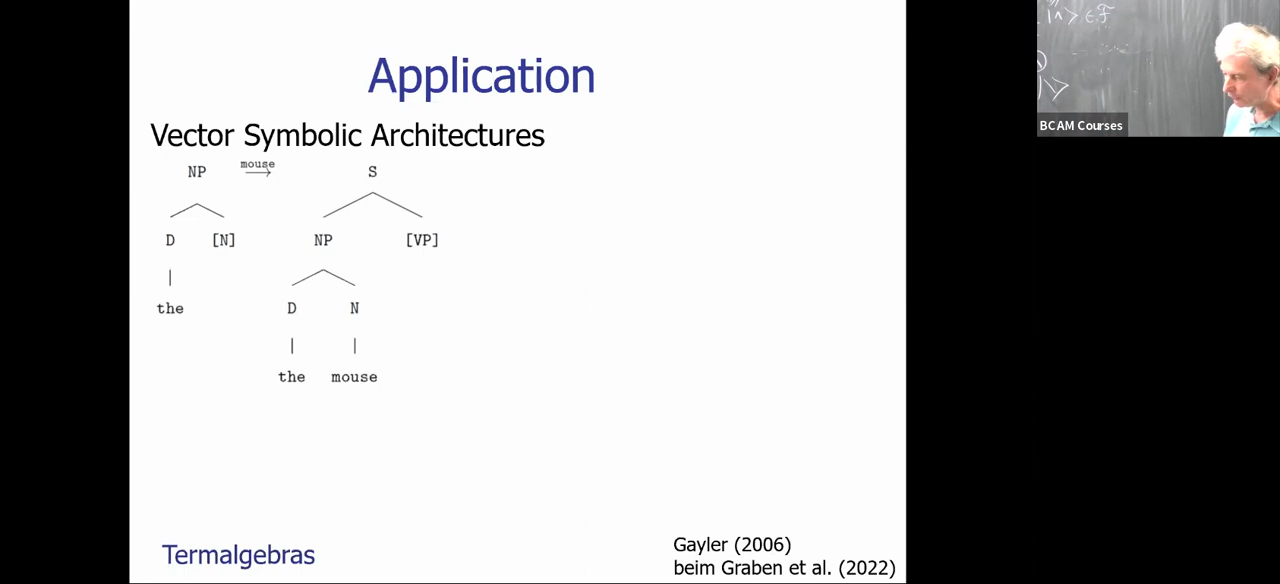 Application
Vector Symbolic Architectures
NP mouse S
D [N] NP [VP]
the D N
the mouse
Termalgebras
Gayler (2006)
beim Graben et al. (2022)
|n> ∈ F
BCAM Courses